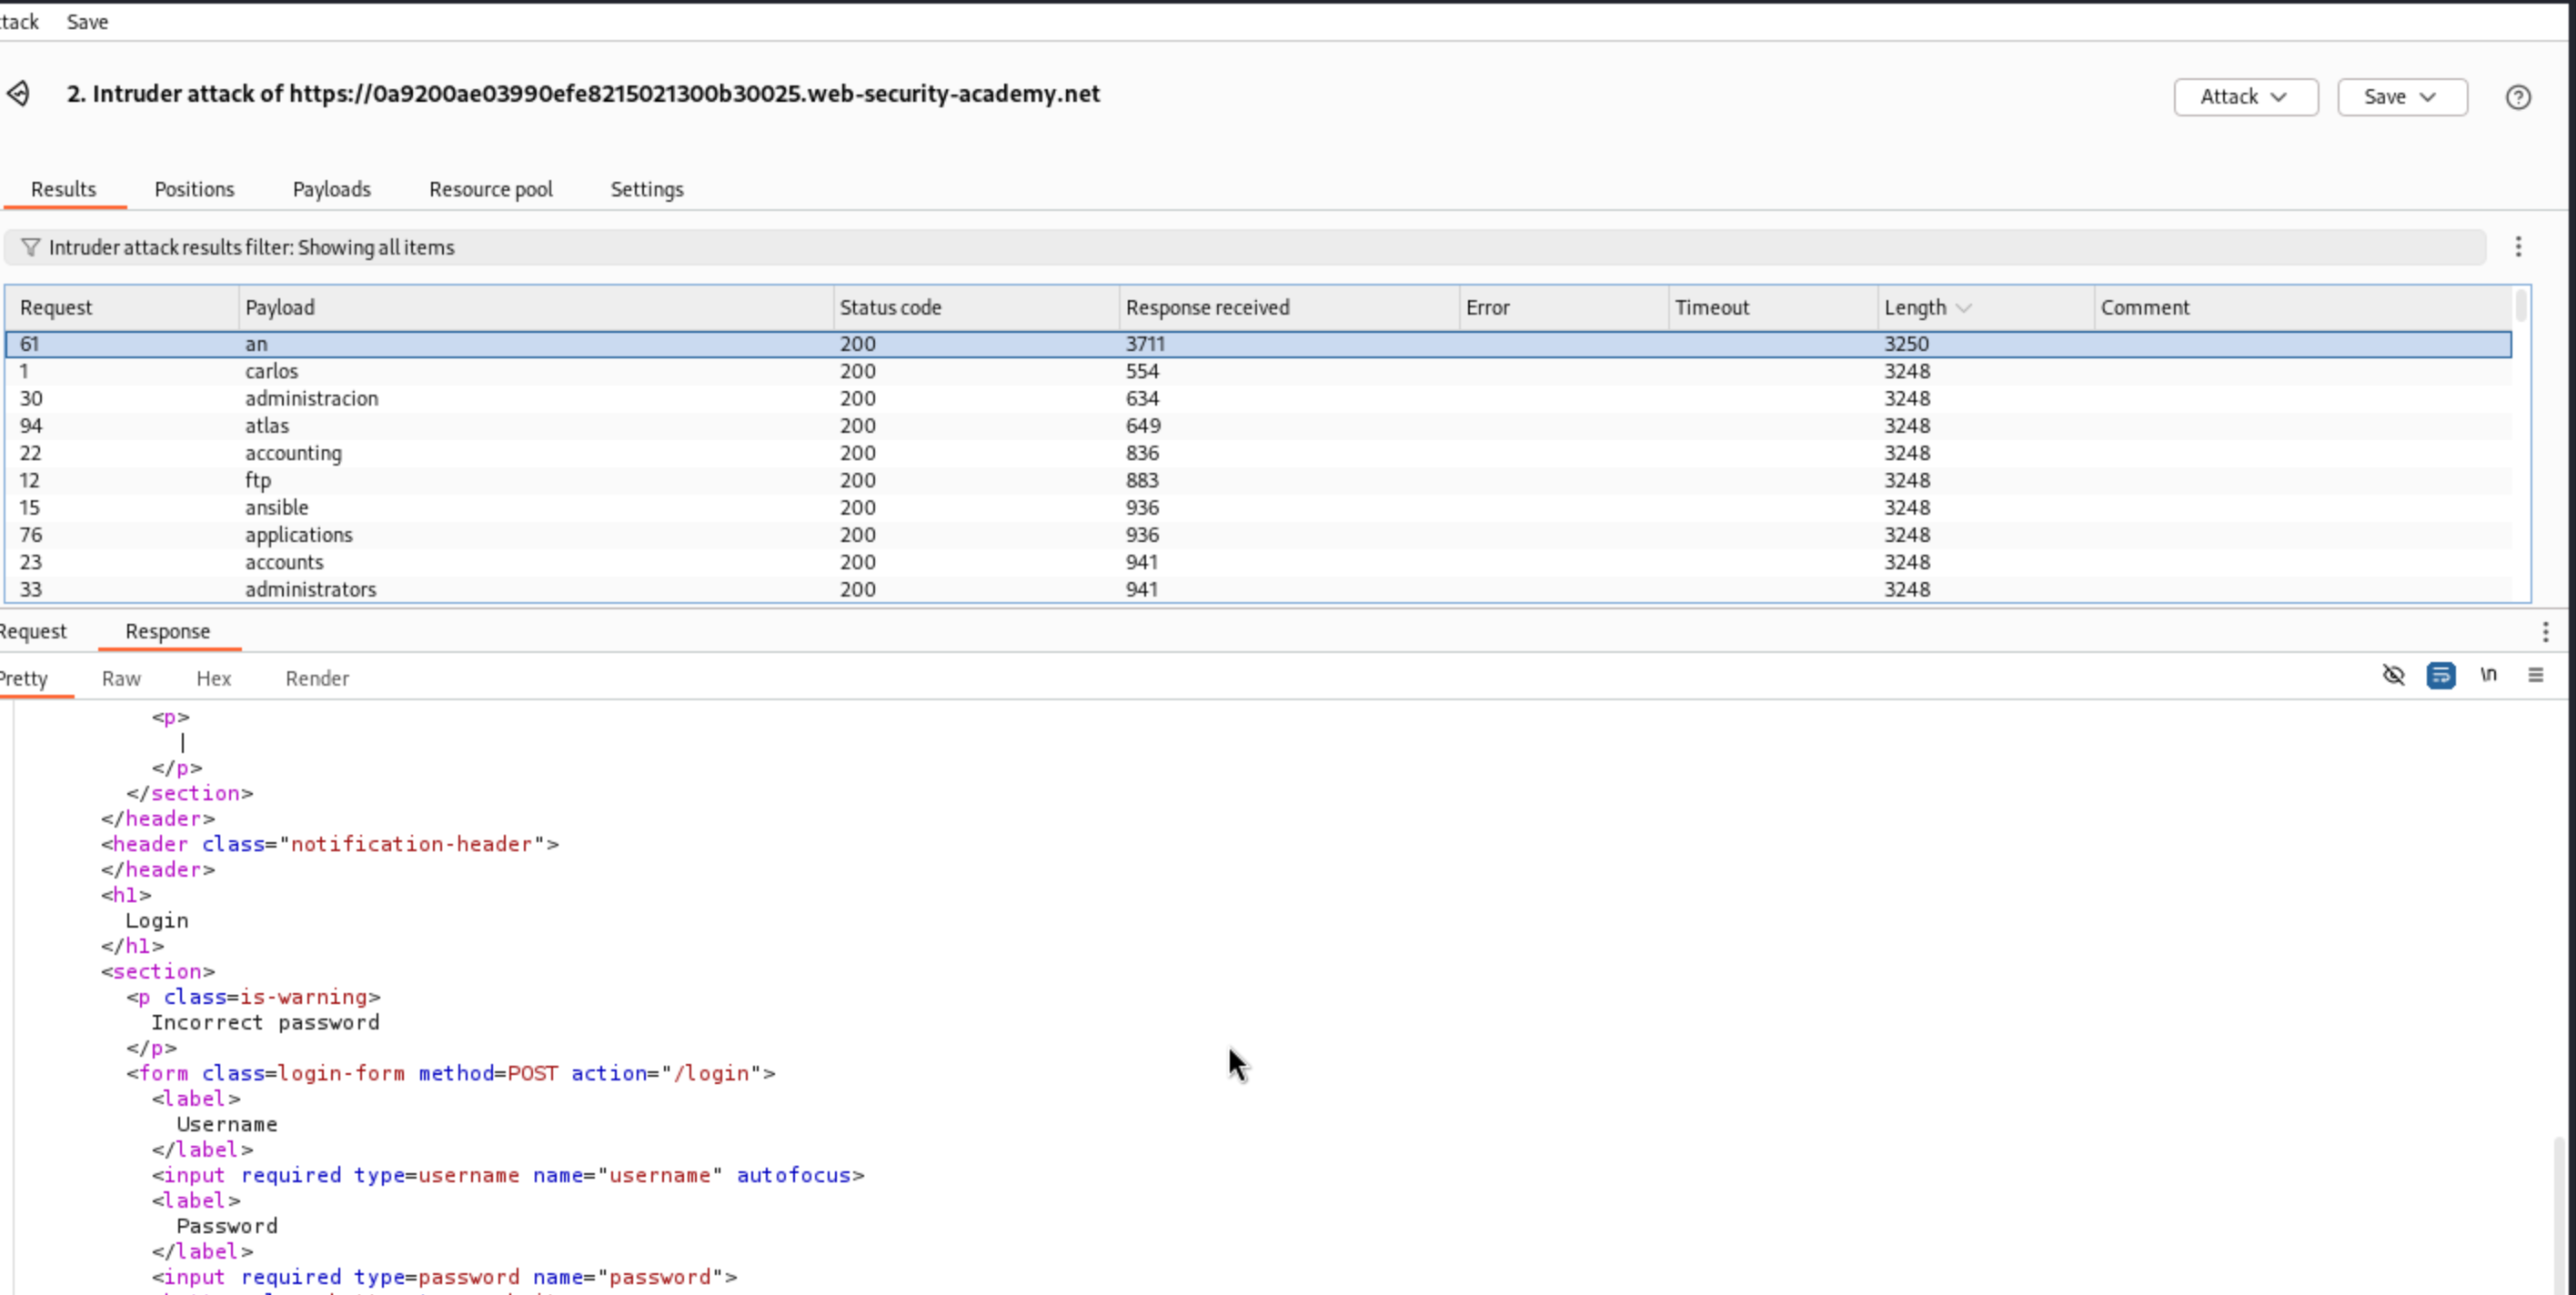 tack Save
2. Intruder attack of https://0a9200ae03990efe8215021300b30025.web-security-academy.net Attack Save
Results Positions Payloads Resource pool Settings
Intruder attack results filter: Showing all items
Request Payload Status code Response received Error Timeout Length Comment
61 an 200 3711 3250
1 carlos 200 554 3248
30 administracion 200 634 3248
94 atlas 200 649 3248
22 accounting 200 836 3248
12 ftp 200 883 3248
15 ansible 200 936 3248
76 applications 200 936 3248
23 accounts 200 941 3248
33 administrators 200 941 3248
Request Response
Pretty Raw Hex Render \n
<p>
|
</p>
</section>
</header>
<header class="notification-header">
</header>
<h1>
Login
</h1>
<section>
<p class=is-warning>
Incorrect password
</p>
<form class=login-form method=POST action="/login">
<label>
Username
</label>
<input required type=username name="username" autofocus>
<label>
Password
</label>
<input required type=password name="password">